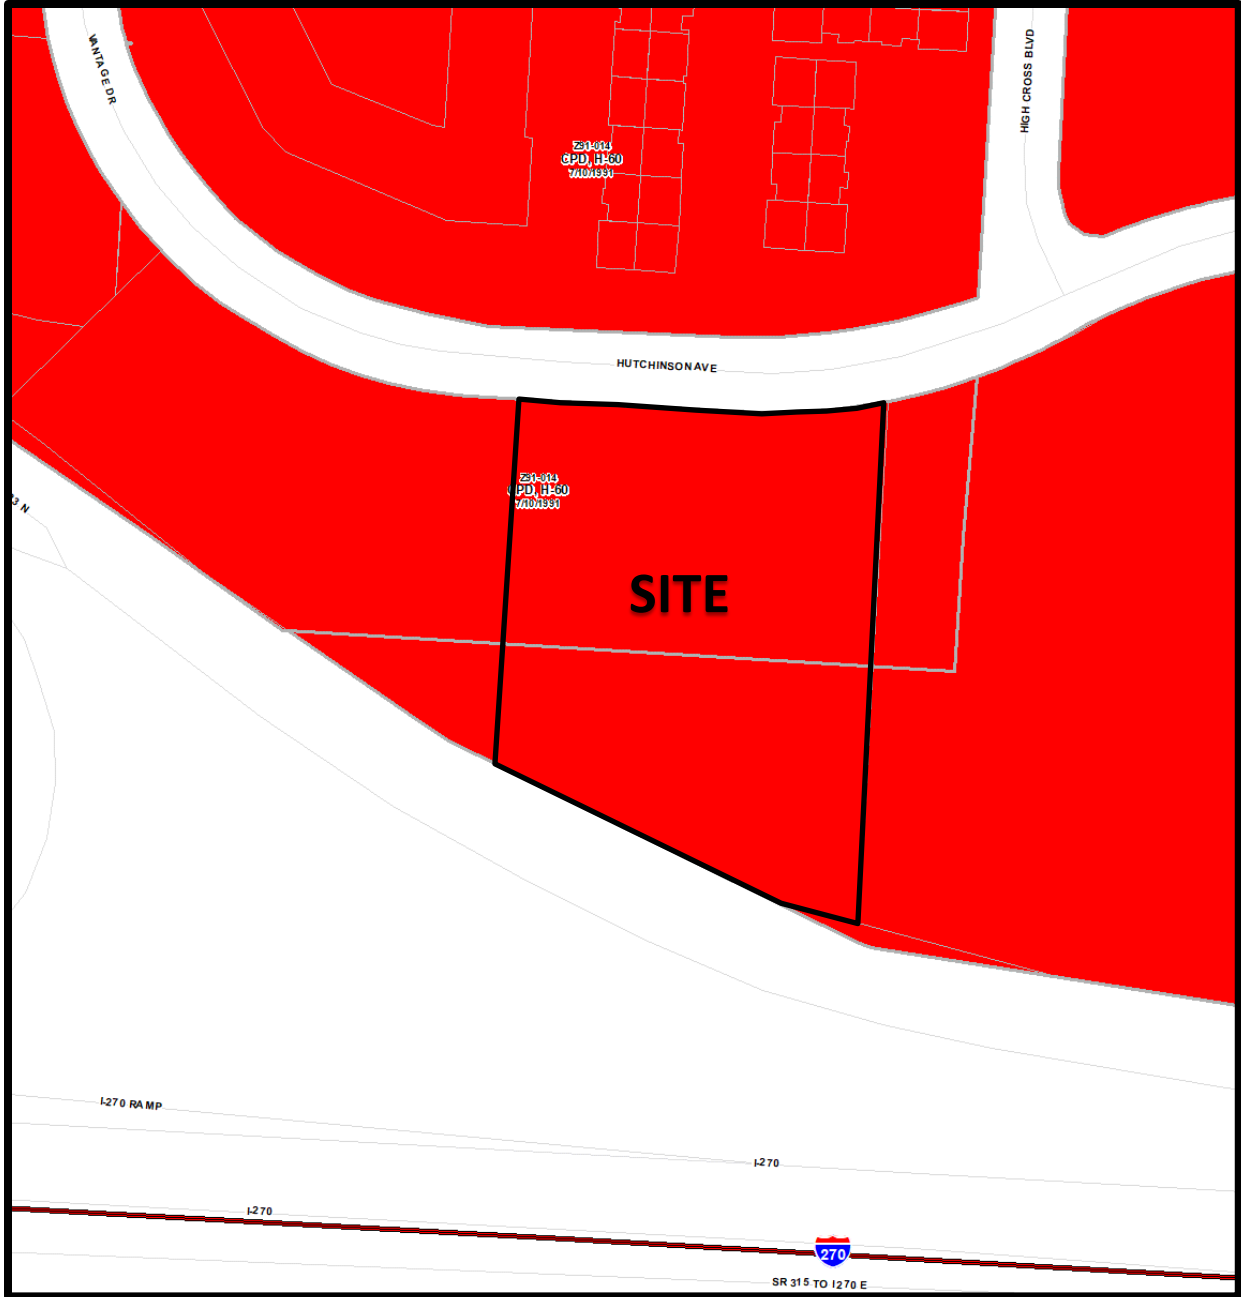 VANTAGE DR
HIGH CROSS BLVD
Z91-014
CPD, H-60
7/10/1991
HUTCHINSON AVE
Z91-014
CPD, H-60
7/10/1991
3 N
SITE
I-270 RAMP
I-270
I-270
270
SR 315 TO I270 E